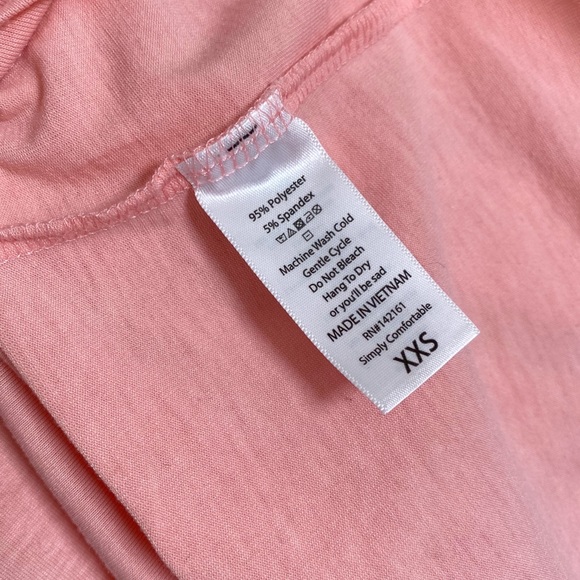 95% Polyester
5% Spandex
Machine Wash Cold
Gentle Cycle
Do Not Bleach
Hang To Dry
or you'll be sad
MADE IN VIETNAM
RN#142161
Simply Comfortable
XXS